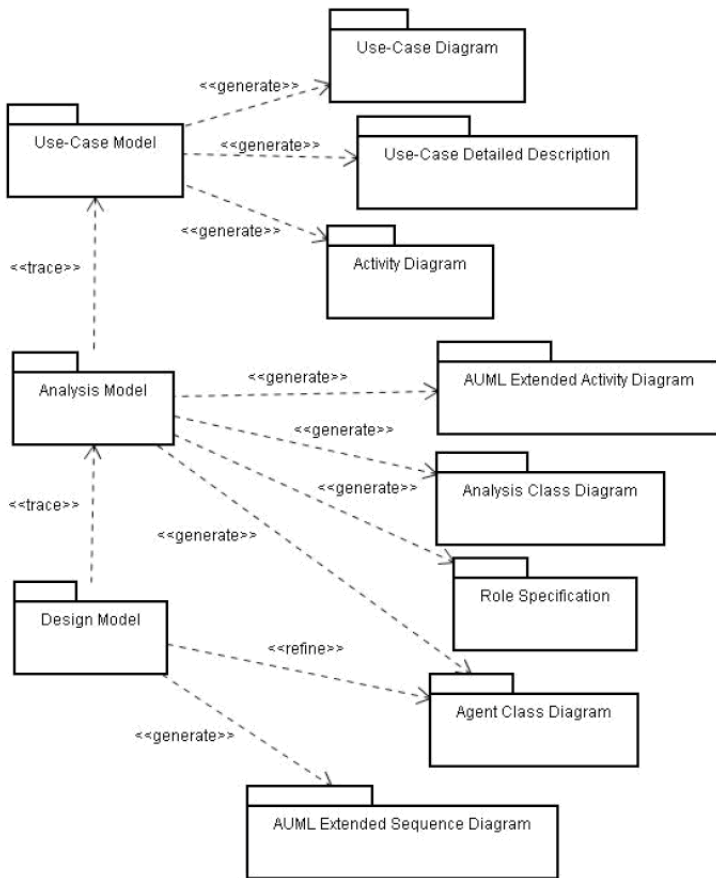 Use-Case Diagram
<<generate>>
Use-Case Model
<<generate>>
Use-Case Detailed Description
<<generate>>
Activity Diagram
<<trace>>
Analysis Model
<<generate>>
AUML Extended Activity Diagram
<<generate>>
Analysis Class Diagram
<<generate>>
<<trace>>
<<generate>>
Role Specification
Design Model
<<refine>>
Agent Class Diagram
<<generate>>
AUML Extended Sequence Diagram